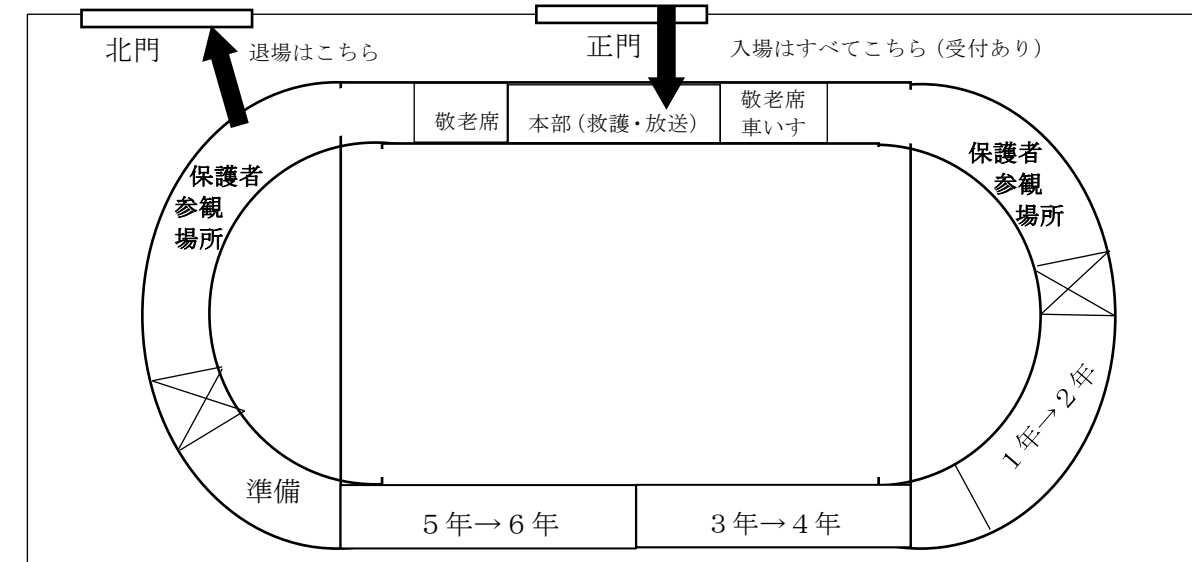 北門
退場はこちら
正門
入場はすべてこちら（受付あり）
敬老席
本部（救護・放送）
敬老席
車いす
保護者
参観
場所
保護者
参観
場所
１年→２年
準備
５年→６年
３年→４年